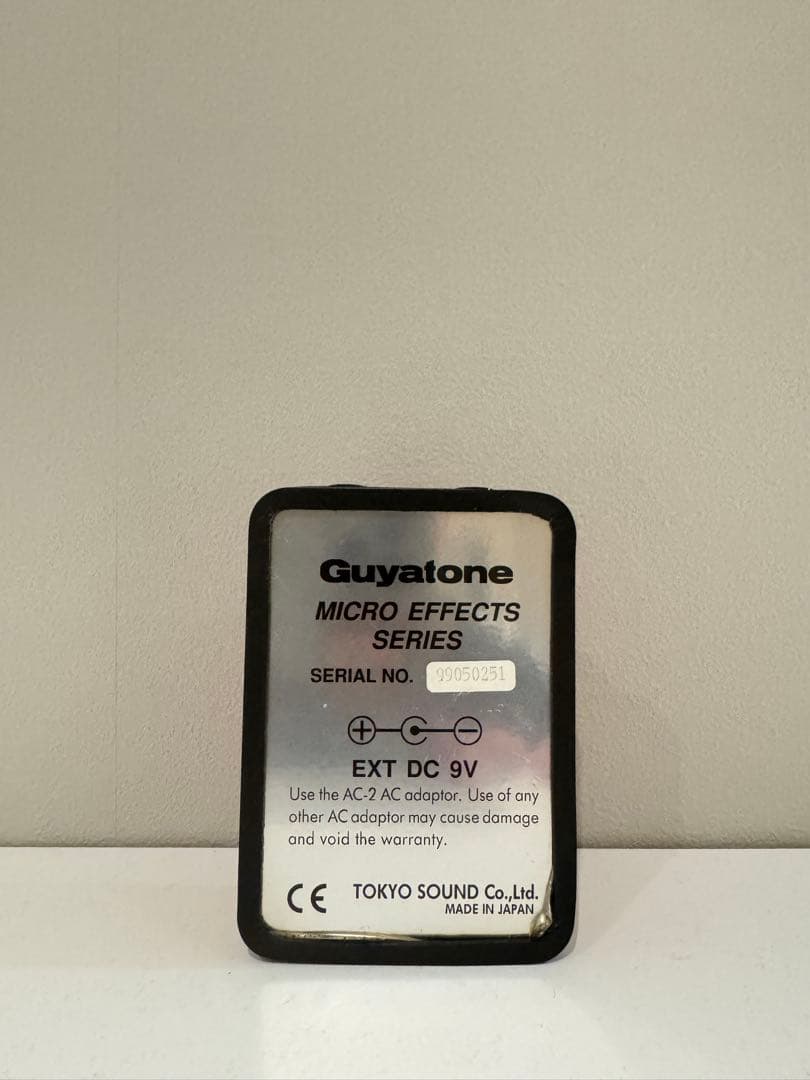 Guyatone
MICRO EFFECTS
SERIES
SERIAL NO. 99050251
EXT DC 9V
Use the AC-2 AC adaptor. Use of any
other AC adaptor may cause damage
and void the warranty.
CE TOKYO SOUND Co.,Ltd.
MADE IN JAPAN